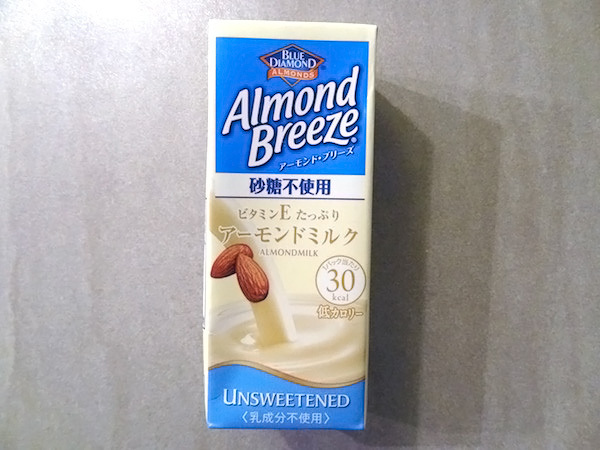 BLUE
DIAMOND
ALMONDS
Almond
Breeze®
アーモンド・ブリーズ
砂糖不使用
ビタミンE たっぷり
アーモンドミルク
ALMONDMILK
1パック当たり
30
kcal
低カロリー
UNSWEETENED
〈乳成分不使用〉